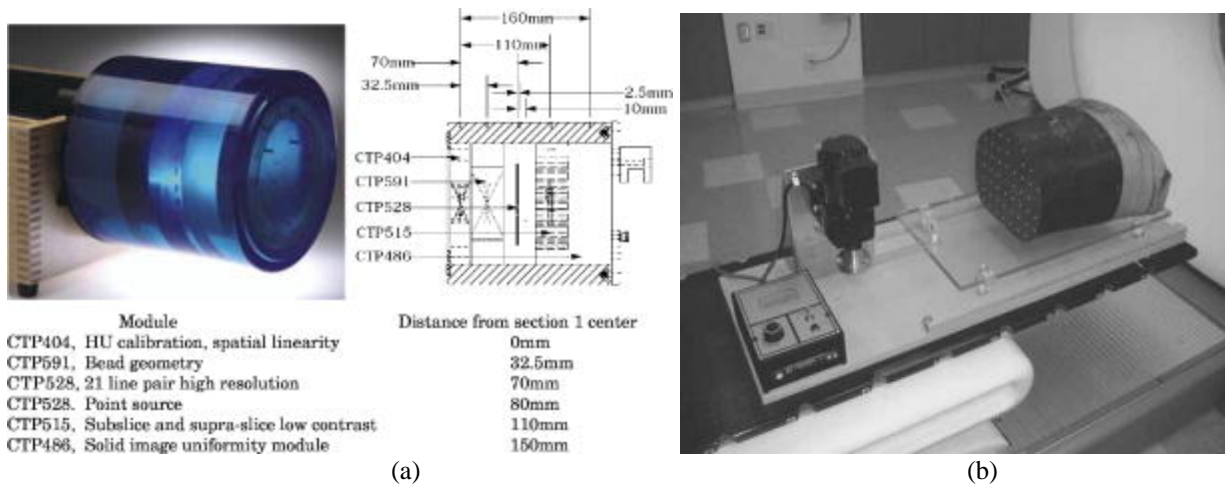 160mm
110mm
70mm
32.5mm
2.5mm
10mm
CTP404
CTP591
CTP528
CTP515
CTP486
Module Distance from section 1 center
CTP404, HU calibration, spatial linearity 0mm
CTP591, Bead geometry 32.5mm
CTP528, 21 line pair high resolution 70mm
CTP528. Point source 80mm
CTP515, Subslice and supra-slice low contrast 110mm
CTP486, Solid image uniformity module 150mm
(a) (b)